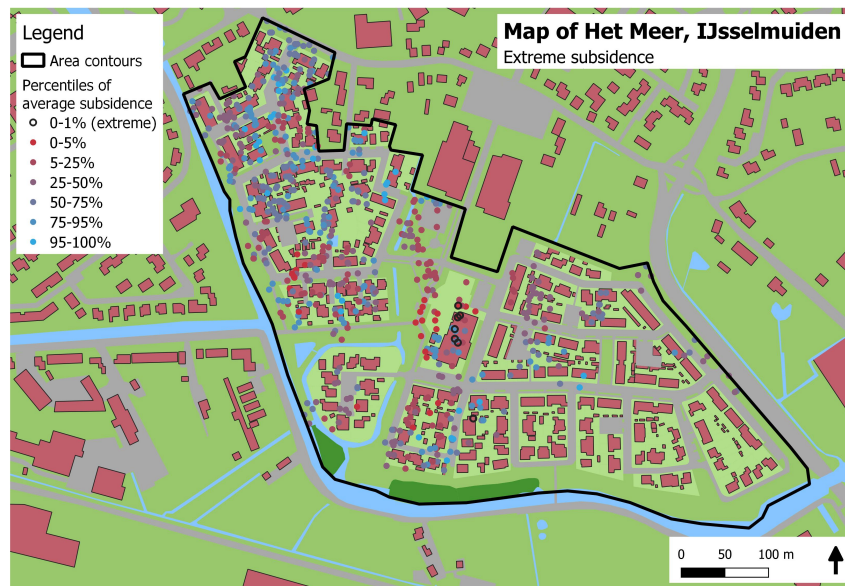 Legend
Area contours
Percentiles of
average subsidence
0-1% (extreme)
0-5%
5-25%
25-50%
50-75%
75-95%
95-100%
Map of Het Meer, IJsselmuiden
Extreme subsidence
0 50 100 m